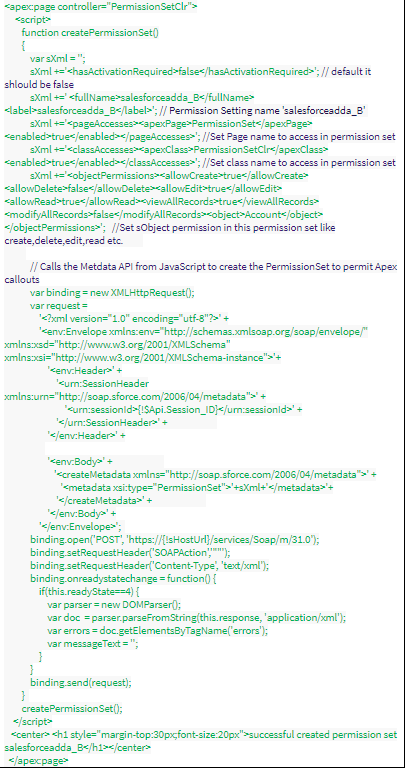 <apex:page controller="PermissionSetClr">
<script>
function createPermissionSet()
{
var sXml = '';
sXml +='<hasActivationRequired>false</hasActivationRequired>'; // default it
shlould be false
sXml +=' <fullName>salesforceadda_B</fullName>
<label>salesforceadda_B</label>'; // Permission Setting name 'salesforceadda_B'
sXml +='<pageAccesses><apexPage>PermissionSet</apexPage>
<enabled>true</enabled></pageAccesses>'; //Set Page name to access in permission set
sXml +='<classAccesses><apexClass>PermissionSetClr</apexClass>
<enabled>true</enabled></classAccesses>'; //Set class name to access in permission set
sXml +='<objectPermissions><allowCreate>true</allowCreate>
<allowDelete>false</allowDelete><allowEdit>true</allowEdit>
<allowRead>true</allowRead><viewAllRecords>true</viewAllRecords>
<modifyAllRecords>false</modifyAllRecords><object>Account</object>
</objectPermissions>'; //Set sObject permission in this permission set like
create,delete,edit,read etc.
// Calls the Metdata API from JavaScript to create the PermissionSet to permit Apex
callouts
var binding = new XMLHttpRequest();
var request =
'<?xml version="1.0" encoding="utf-8"?>' +
'<env:Envelope xmlns:env="http://schemas.xmlsoap.org/soap/envelope/"
xmlns:xsd="http://www.w3.org/2001/XMLSchema"
xmlns:xsi="http://www.w3.org/2001/XMLSchema-instance">'+
'<env:Header>' +
'<urn:SessionHeader
xmlns:urn="http://soap.sforce.com/2006/04/metadata">' +
'<urn:sessionId>{!$Api.Session_ID}</urn:sessionId>' +
'</urn:SessionHeader>' +
'</env:Header>' +
'<env:Body>' +
'<createMetadata xmlns="http://soap.sforce.com/2006/04/metadata">' +
'<metadata xsi:type="PermissionSet">'+sXml+'</metadata>'+
'</createMetadata>' +
'</env:Body>' +
'</env:Envelope>';
binding.open('POST', 'https://{!sHostUrl}/services/Soap/m/31.0');
binding.setRequestHeader('SOAPAction','""');
binding.setRequestHeader('Content-Type', 'text/xml');
binding.onreadystatechange = function() {
if(this.readyState==4) {
var parser = new DOMParser();
var doc = parser.parseFromString(this.response, 'application/xml');
var errors = doc.getElementsByTagName('errors');
var messageText = '';
}
}
binding.send(request);
}
createPermissionSet();
</script>
<center> <h1 style="margin-top:30px;font-size:20px">successful created permission set
salesforceadda_B</h1></center>
</apex:page>